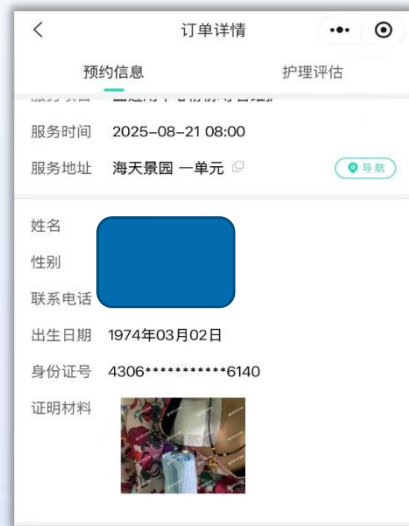 订单详情
预约信息
护理评估
服务时间 2025-08-21 08:00
服务地址 海天景园 一单元
导航
姓名
性别
联系电话
出生日期 1974年03月02日
身份证号 4306***********6140
证明材料